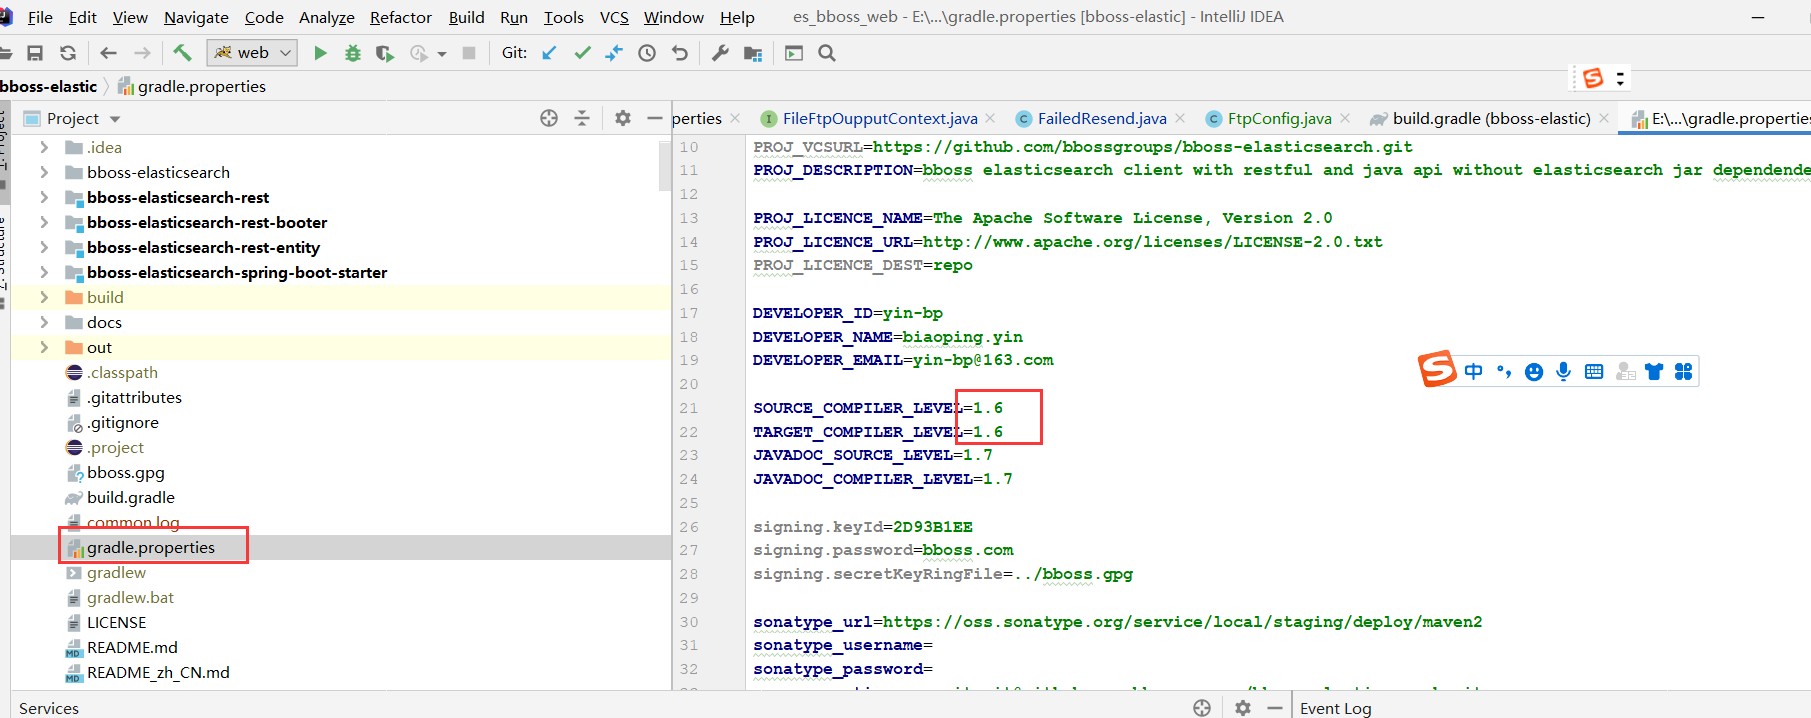 File Edit View Navigate Code Analyze Refactor Build Run Tools VCS Window Help es_bboss_web - E:\...\gradle.properties [bboss-elastic] - IntelliJ IDEA
web Git:
bboss-elastic gradle.properties
Project perties FileFtpOupputContext.java FailedResend.java FtpConfig.java build.gradle (bboss-elastic) E:\...\gradle.properties
.idea
bboss-elasticsearch
bboss-elasticsearch-rest
bboss-elasticsearch-rest-booter
bboss-elasticsearch-rest-entity
bboss-elasticsearch-spring-boot-starter
build
docs
out
.classpath
.gitattributes
.gitignore
.project
bboss.gpg
build.gradle
common.log
gradle.properties
gradlew
gradlew.bat
LICENSE
README.md
README_zh_CN.md
10 PROJ_VCSURL=https://github.com/bbossgroups/bboss-elasticsearch.git
11 PROJ_DESCRIPTION=bboss elasticsearch client with restful and java api without elasticsearch jar dependende
12
13 PROJ_LICENCE_NAME=The Apache Software License, Version 2.0
14 PROJ_LICENCE_URL=http://www.apache.org/licenses/LICENSE-2.0.txt
15 PROJ_LICENCE_DEST=repo
16
17 DEVELOPER_ID=yin-bp
18 DEVELOPER_NAME=biaoping.yin
19 DEVELOPER_EMAIL=yin-bp@163.com
20
21 SOURCE_COMPILER_LEVEL=1.6
22 TARGET_COMPILER_LEVEL=1.6
23 JAVADOC_SOURCE_LEVEL=1.7
24 JAVADOC_COMPILER_LEVEL=1.7
25
26 signing.keyId=2D93B1EE
27 signing.password=bboss.com
28 signing.secretKeyRingFile=../bboss.gpg
29
30 sonatype_url=https://oss.sonatype.org/service/local/staging/deploy/maven2
31 sonatype_username=
32 sonatype_password=
中
Services Event Log